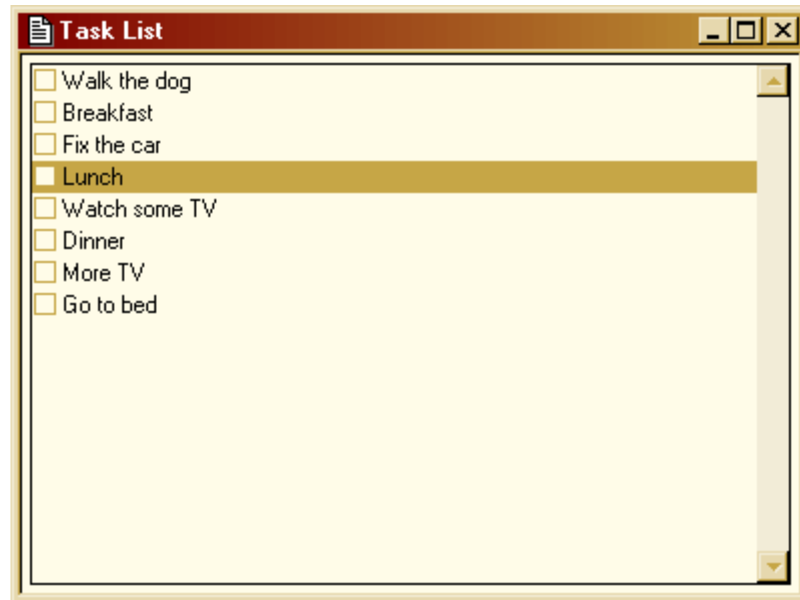 Task List
Walk the dog
Breakfast
Fix the car
Lunch
Watch some TV
Dinner
More TV
Go to bed